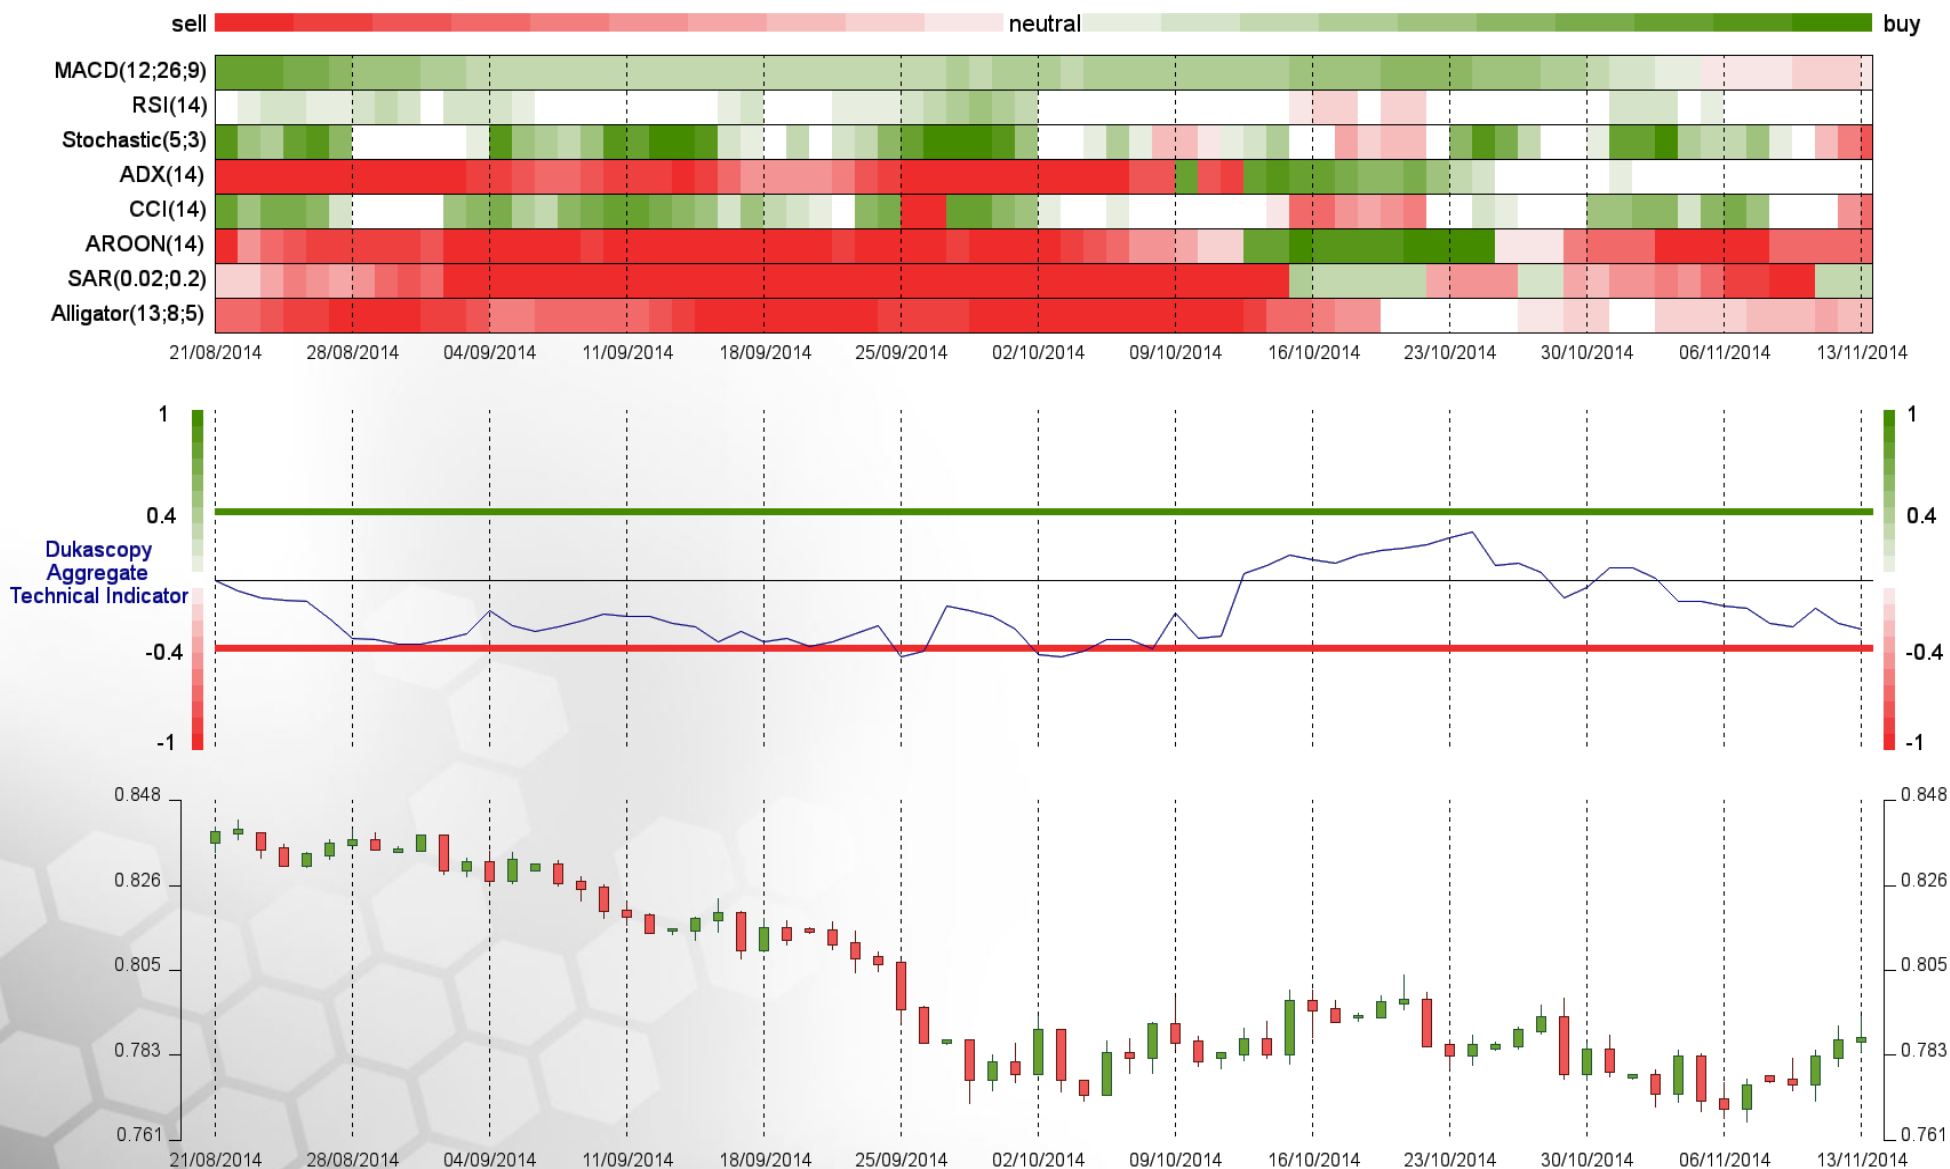 sell neutral buy
MACD(12;26;9)
RSI(14)
Stochastic(5;3)
ADX(14)
CCI(14)
AROON(14)
SAR(0.02;0.2)
Alligator(13;8;5)
21/08/2014 28/08/2014 04/09/2014 11/09/2014 18/09/2014 25/09/2014 02/10/2014 09/10/2014 16/10/2014 23/10/2014 30/10/2014 06/11/2014 13/11/2014
1 1
0.4 0.4
Dukascopy
Aggregate
Technical Indicator
-0.4 -0.4
-1 -1
0.848 0.848
0.826 0.826
0.805 0.805
0.783 0.783
0.761 0.761
21/08/2014 28/08/2014 04/09/2014 11/09/2014 18/09/2014 25/09/2014 02/10/2014 09/10/2014 16/10/2014 23/10/2014 30/10/2014 06/11/2014 13/11/2014